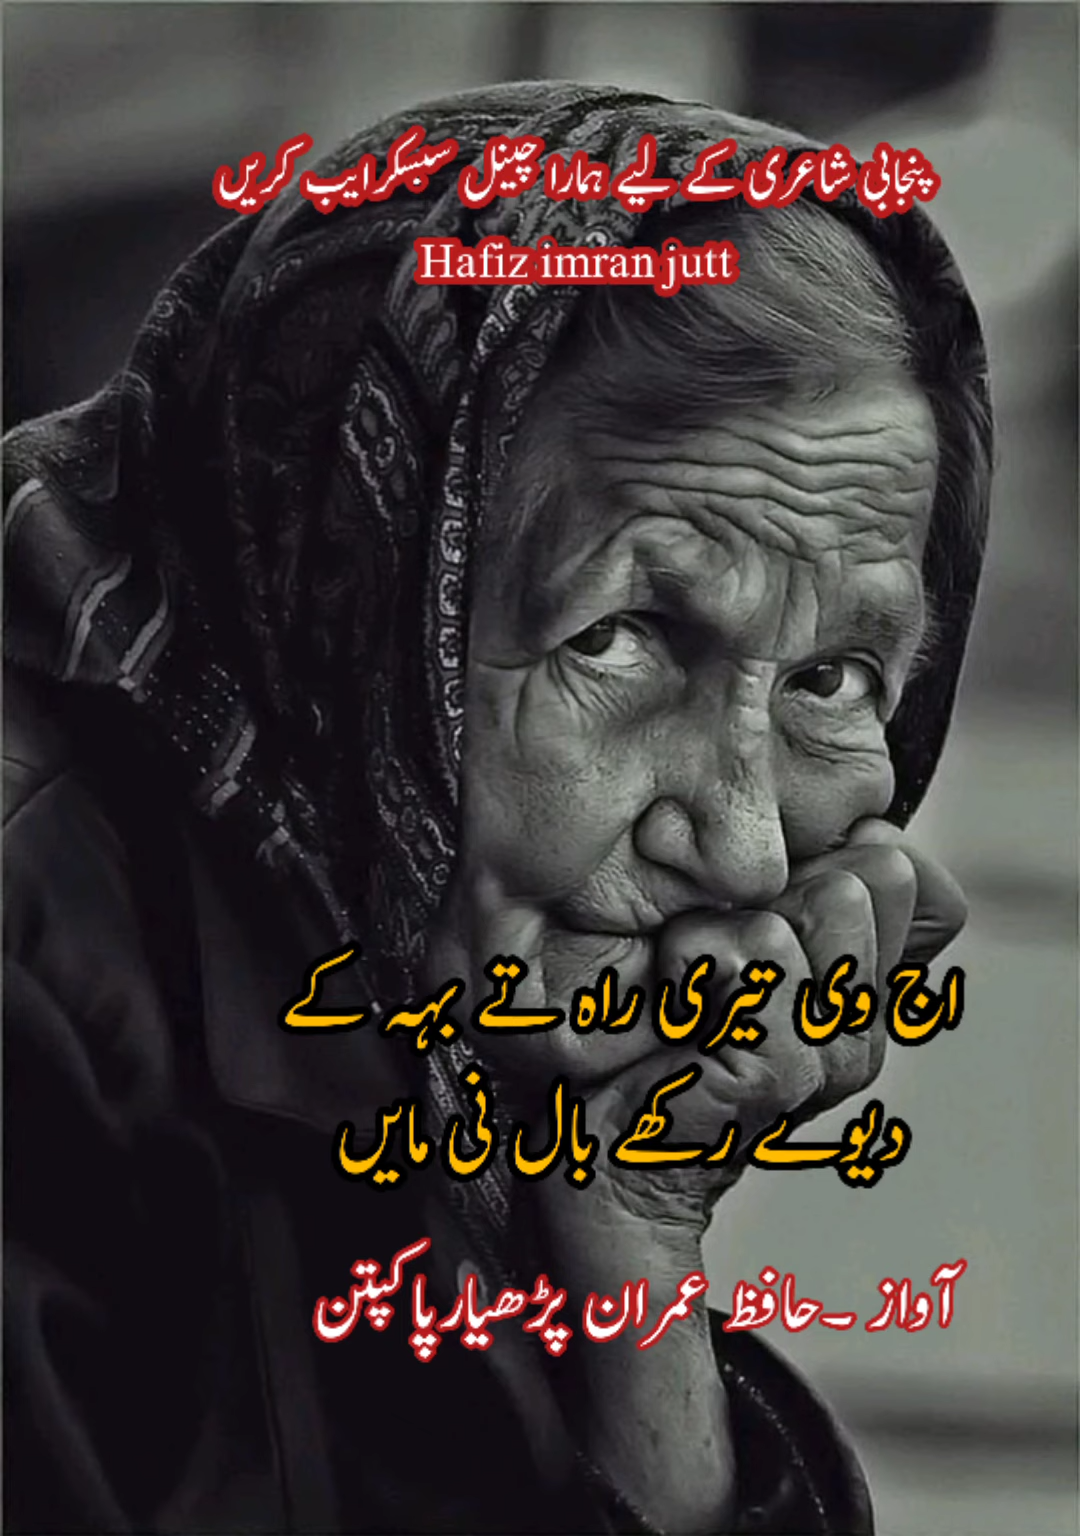 پنجابی شاعری کے لیے ہمارا چینل سبسکرایب کریں
Hafiz imran jutt
اج وی تیری راہ تے بہہ کے
دیوے رکھے بال نی مایں
آواز ۔حافظ عمران پڑھیار پاکپتن